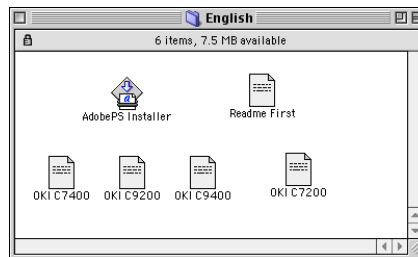 English
6 items, 7.5 MB available
AdobePS Installer
Readme First
OKI C7400
OKI C9200
OKI C9400
OKI C7200